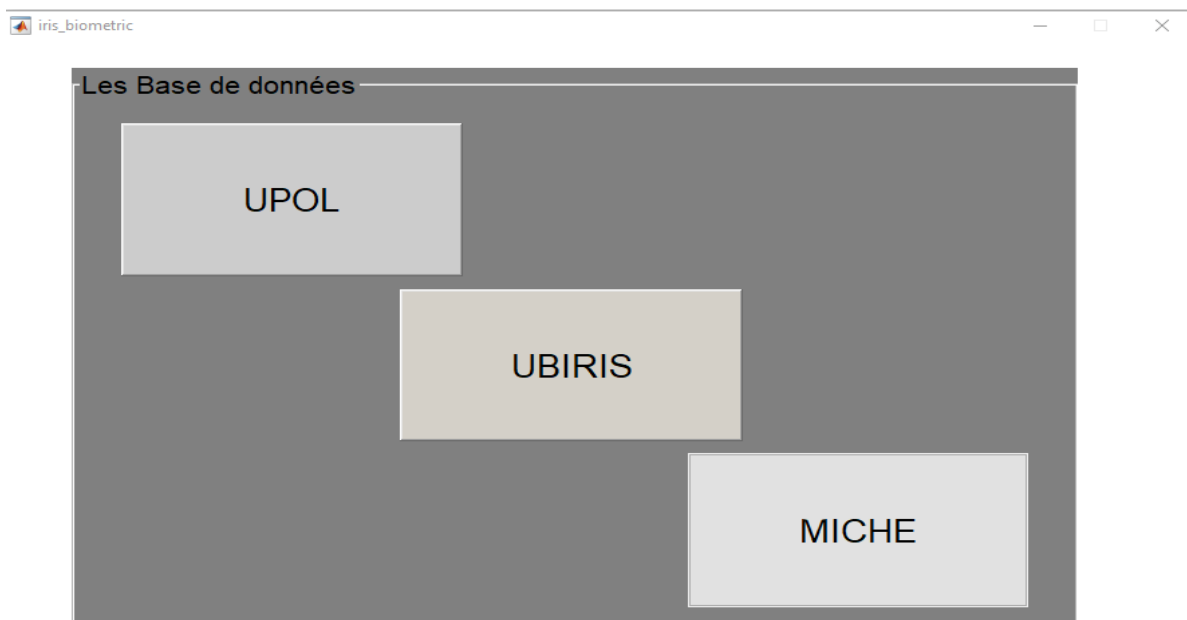 iris_biometric
Les Base de données
UPOL
UBIRIS
MICHE